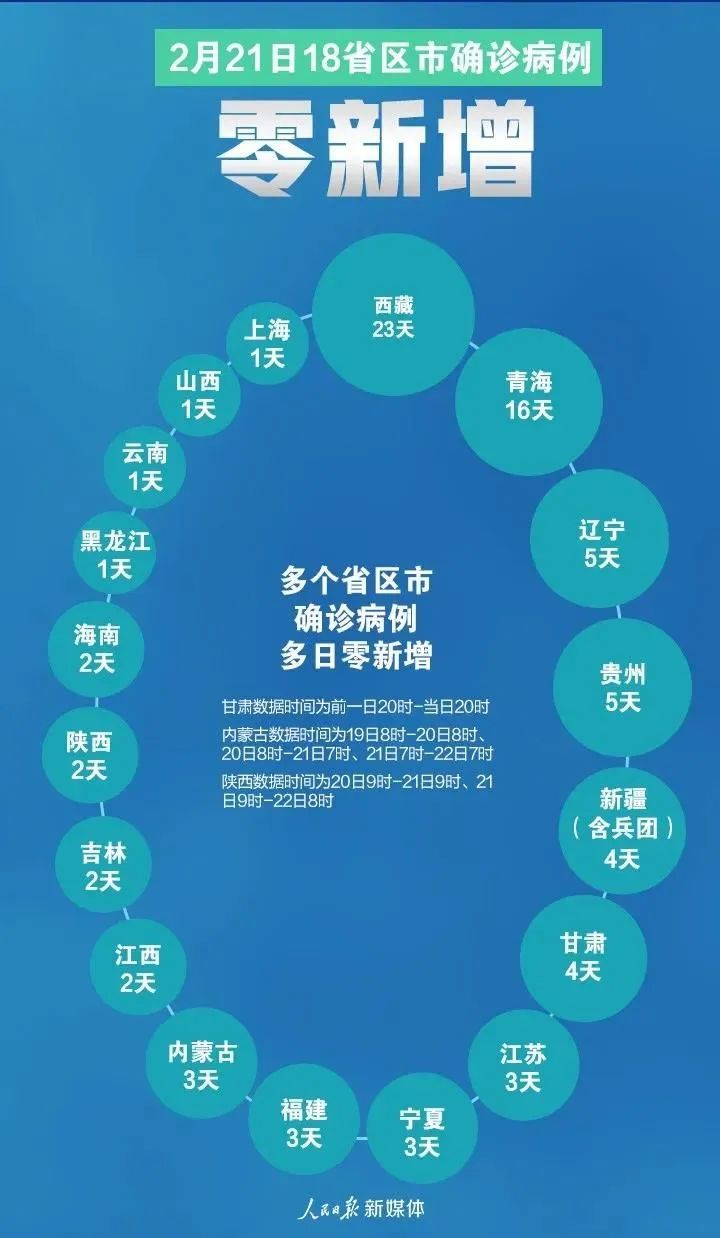 2月21日18省区市确诊病例
零新增
西藏
23天
青海
16天
辽宁
5天
贵州
5天
新疆
（含兵团）
4天
甘肃
4天
江苏
3天
宁夏
3天
福建
3天
内蒙古
3天
江西
2天
吉林
2天
陕西
2天
海南
2天
黑龙江
1天
云南
1天
山西
1天
上海
1天
多个省区市
确诊病例
多日零新增
甘肃数据时间为前一日20时-当日20时
内蒙古数据时间为19日8时-20日8时、
20日8时-21日7时、21日7时-22日7时
陕西数据时间为20日9时-21日9时、21
日9时-22日8时
人民日报 新媒体